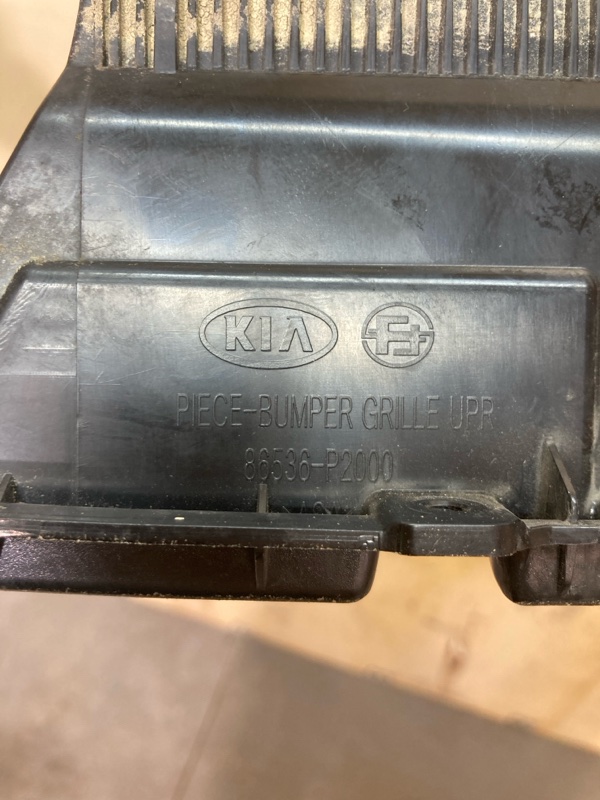 KIA
PIECE-BUMPER GRILLE UPR
86536-P2000